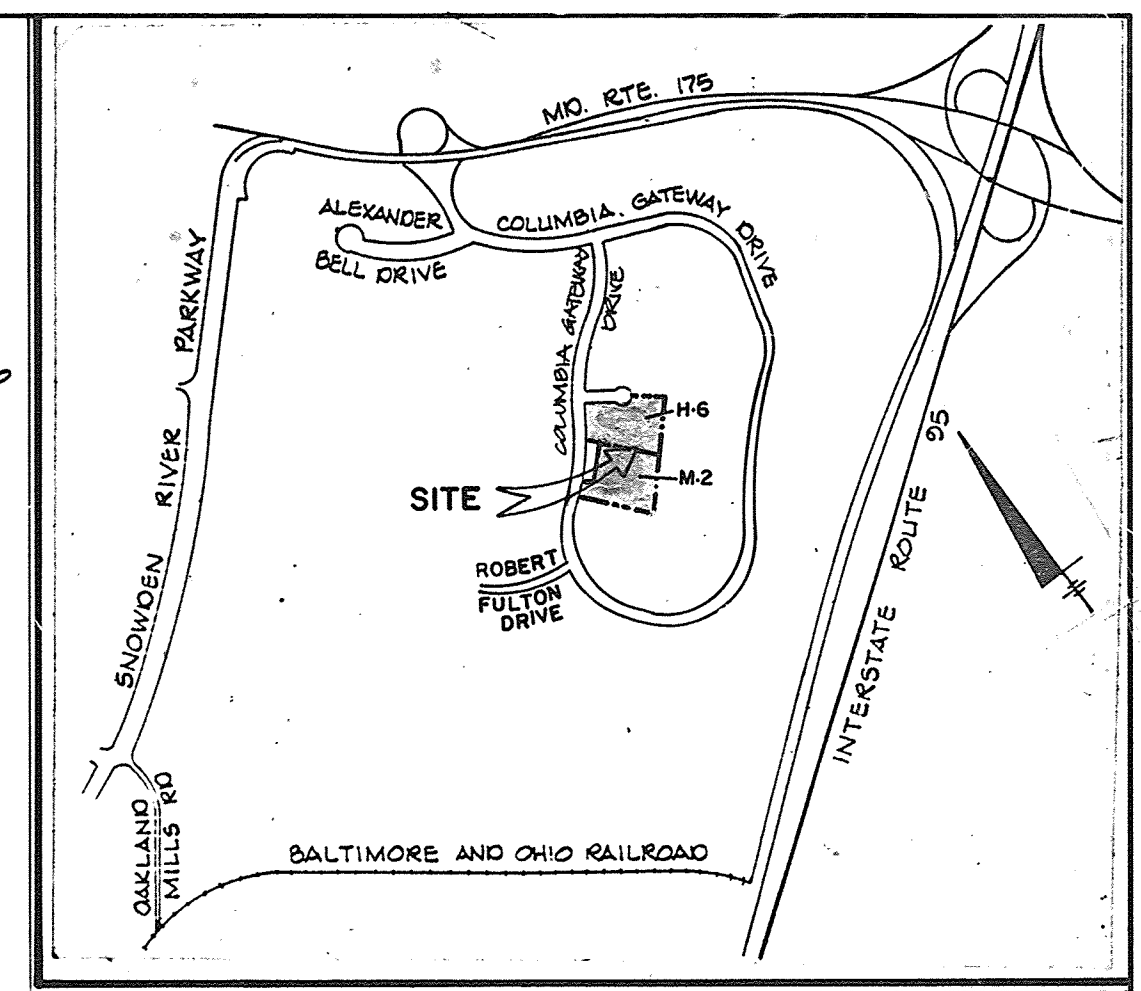 MD. RTE. 175
ALEXANDER
BELL DRIVE
COLUMBIA GATEWAY DRIVE
COLUMBIA GATEWAY
DRIVE
SNOWDEN RIVER PARKWAY
H-6
M-2
SITE
95
INTERSTATE ROUTE
ROBERT
FULTON
DRIVE
OAKLAND
MILLS RD
BALTIMORE AND OHIO RAILROAD